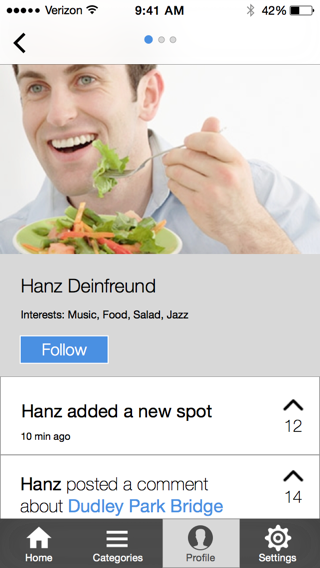 Verizon 9:41 AM 42%
Hanz Deinfreund
Interests: Music, Food, Salad, Jazz
Follow
Hanz added a new spot
12
10 min ago
Hanz posted a comment
about Dudley Park Bridge
14
Home Categories Profile Settings